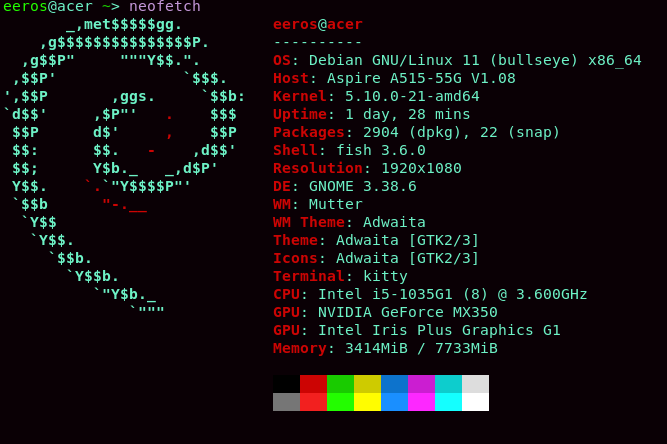 eeros@acer ~> neofetch
eeros@acer
----------
OS: Debian GNU/Linux 11 (bullseye) x86_64
Host: Aspire A515-55G V1.08
Kernel: 5.10.0-21-amd64
Uptime: 1 day, 28 mins
Packages: 2904 (dpkg), 22 (snap)
Shell: fish 3.6.0
Resolution: 1920x1080
DE: GNOME 3.38.6
WM: Mutter
WM Theme: Adwaita
Theme: Adwaita [GTK2/3]
Icons: Adwaita [GTK2/3]
Terminal: kitty
CPU: Intel i5-1035G1 (8) @ 3.600GHz
GPU: NVIDIA GeForce MX350
GPU: Intel Iris Plus Graphics G1
Memory: 3414MiB / 7733MiB